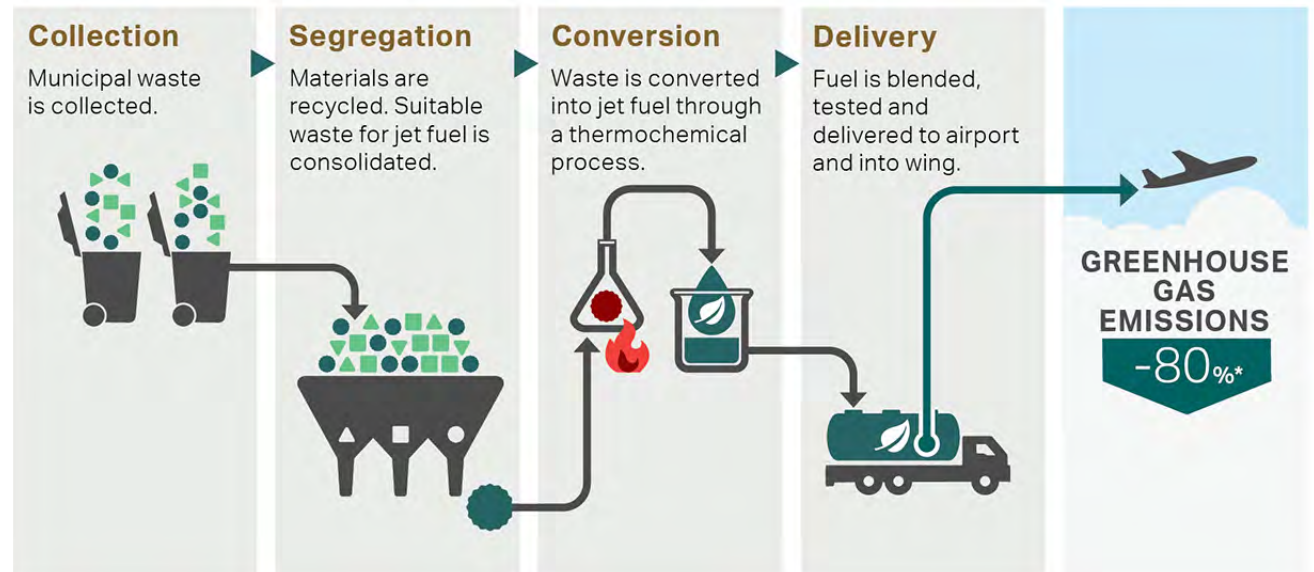 Collection
Municipal waste
is collected.
Segregation
Materials are
recycled. Suitable
waste for jet fuel is
consolidated.
Conversion
Waste is converted
into jet fuel through
a thermochemical
process.
Delivery
Fuel is blended,
tested and
delivered to airport
and into wing.
GREENHOUSE
GAS
EMISSIONS
-80%*